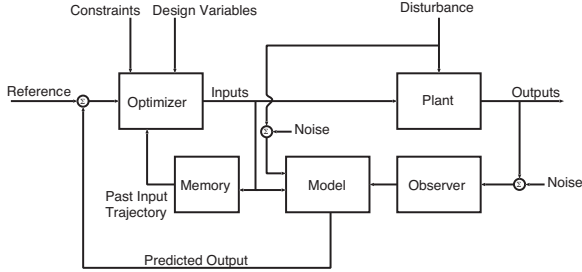 Constraints Design Variables Disturbance
Reference Σ Optimizer Inputs Plant Outputs
Σ Noise
Past Input
Trajectory
Memory Model Observer Σ Noise
Predicted Output